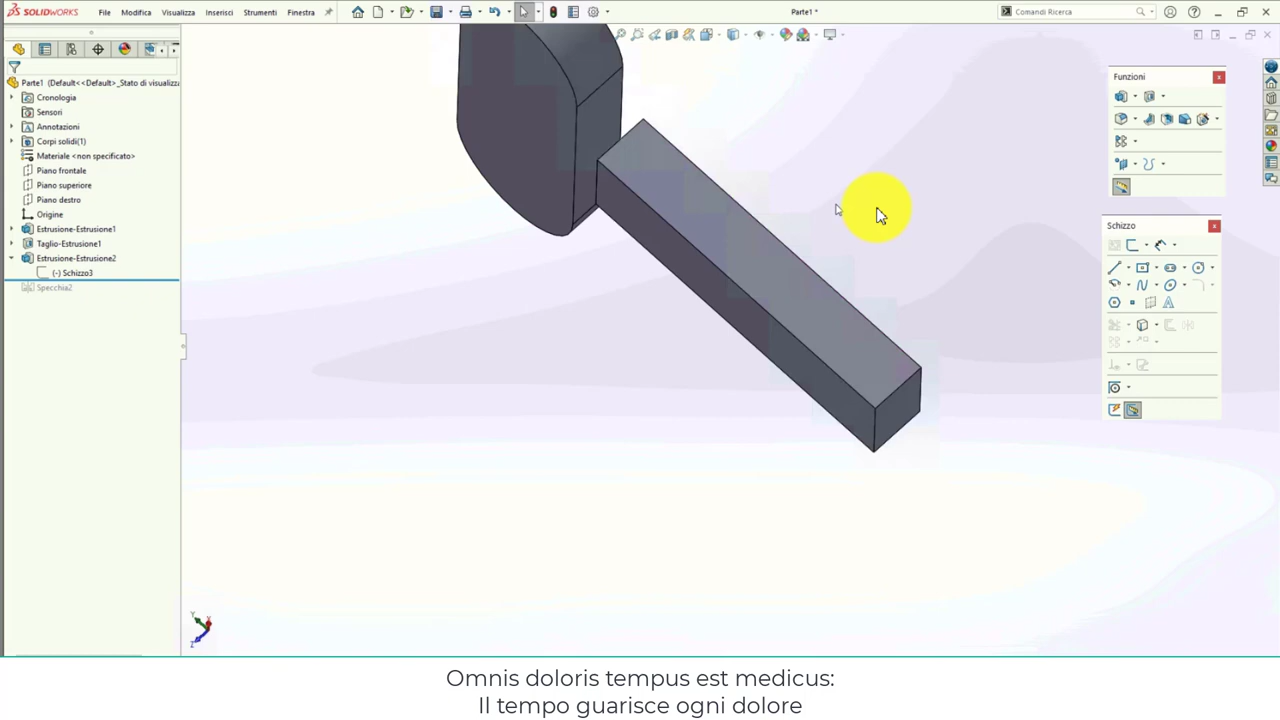 SOLIDWORKS
File
Modifica
Visualizza
Inserisci
Strumenti
Finestra
Parte1 *
Comandi Ricerca
Parte1 (Default<<Default>_Stato di visualizza
Cronologia
Sensori
Annotazioni
Corpi solidi(1)
Materiale <non specificato>
Piano frontale
Piano superiore
Piano destro
Origine
Estrusione-Estrusione1
Taglio-Estrusione1
Estrusione-Estrusione2
(-) Schizzo3
Specchia2
Funzioni
Schizzo
Y
X
Z
Omnis doloris tempus est medicus:
Il tempo guarisce ogni dolore